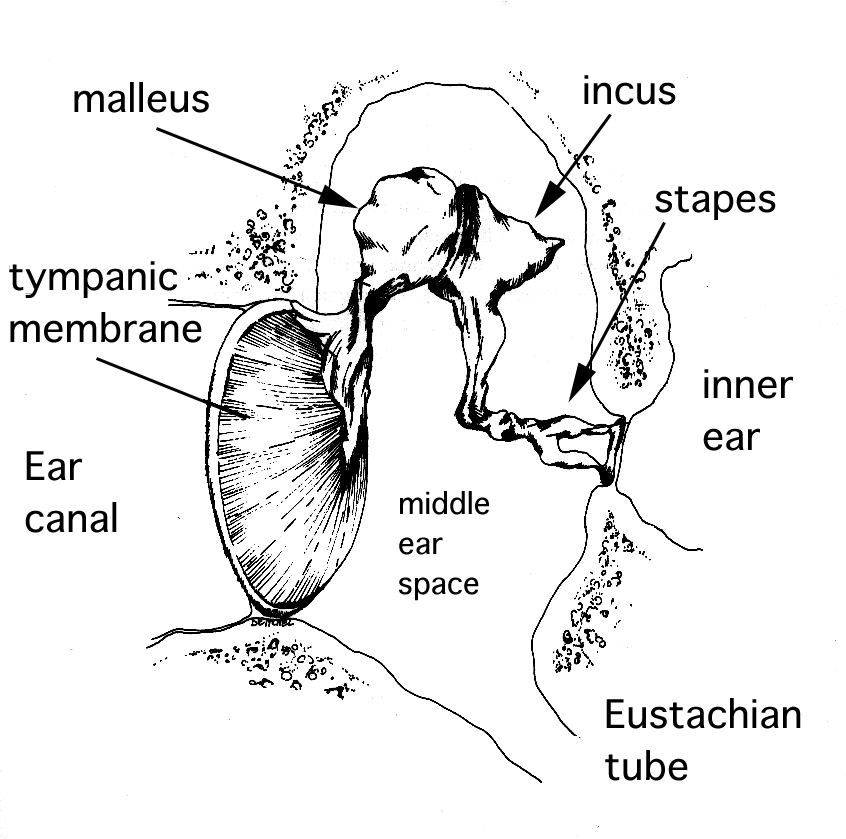 malleus
incus
stapes
tympanic
membrane
inner
ear
Ear
canal
middle
ear
space
Eustachian
tube